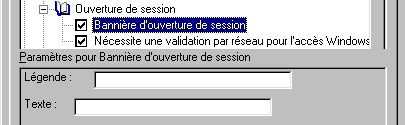 Ouverture de session
Bannière d'ouverture de session
Nécessite une validation par réseau pour l'accès Windows
Paramètres pour Bannière d'ouverture de session
Légende :
Texte :